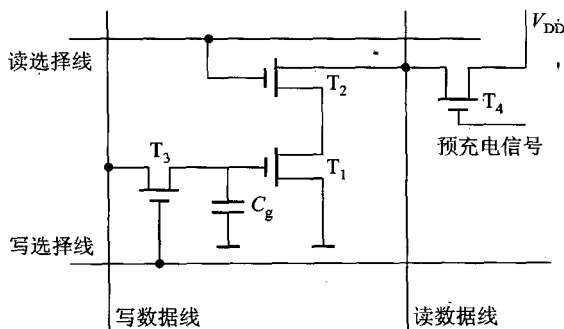 V_DD
读选择线
T₂
T₄
预充电信号
T₃
T₁
C_g
写选择线
写数据线
读数据线